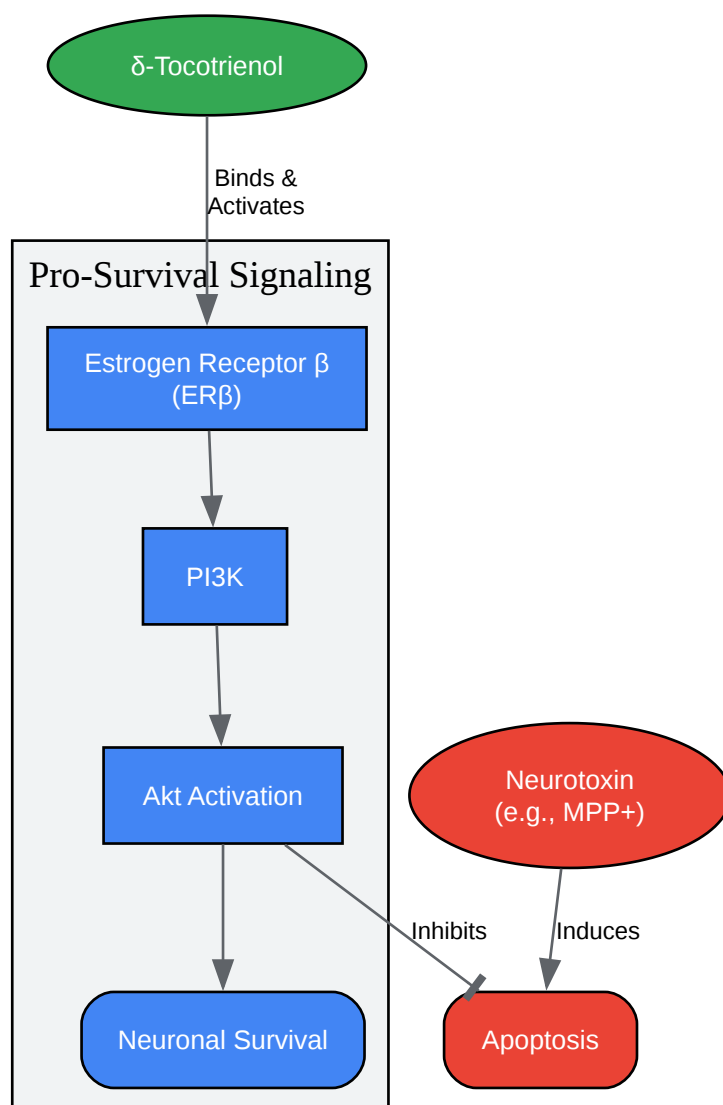 δ-Tocotrienol
Binds &
Activates
Pro-Survival Signaling
Estrogen Receptor β
(ERβ)
PI3K
Akt Activation
Neurotoxin
(e.g., MPP+)
Inhibits
Induces
Neuronal Survival
Apoptosis